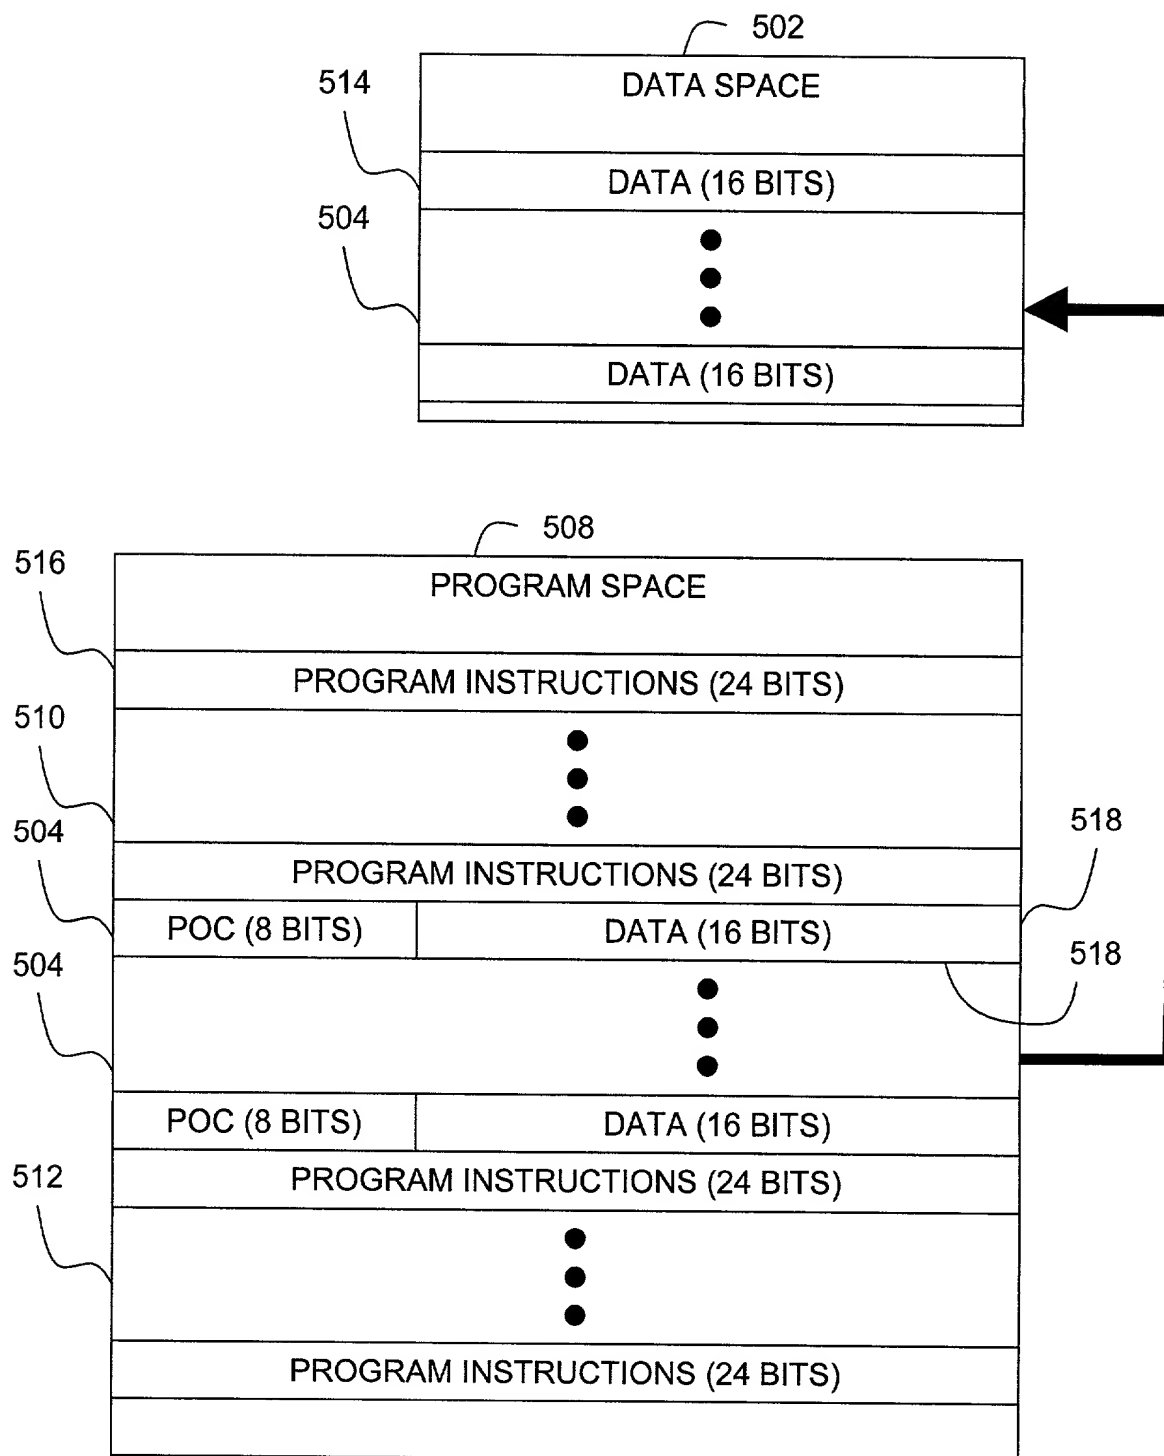 502
DATA SPACE
514
DATA (16 BITS)
504
DATA (16 BITS)
508
516
PROGRAM SPACE
PROGRAM INSTRUCTIONS (24 BITS)
510
504
518
PROGRAM INSTRUCTIONS (24 BITS)
POC (8 BITS) DATA (16 BITS)
504
518
POC (8 BITS) DATA (16 BITS)
512
PROGRAM INSTRUCTIONS (24 BITS)
PROGRAM INSTRUCTIONS (24 BITS)